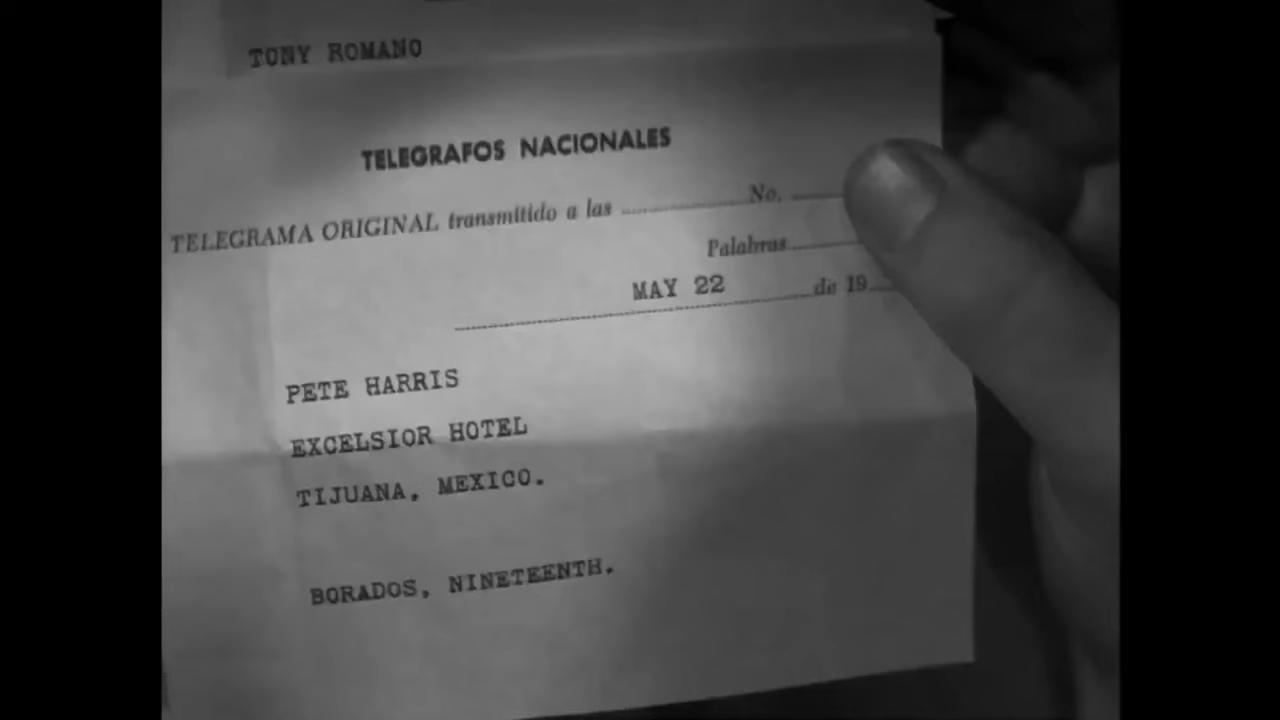 TONY ROMANO
TELEGRAFOS NACIONALES
TELEGRAMA ORIGINAL transmitido a las No.
Palabras
MAY 22 de 19
PETE HARRIS
EXCELSIOR HOTEL
TIJUANA, MEXICO.
BORADOS, NINETEENTH.